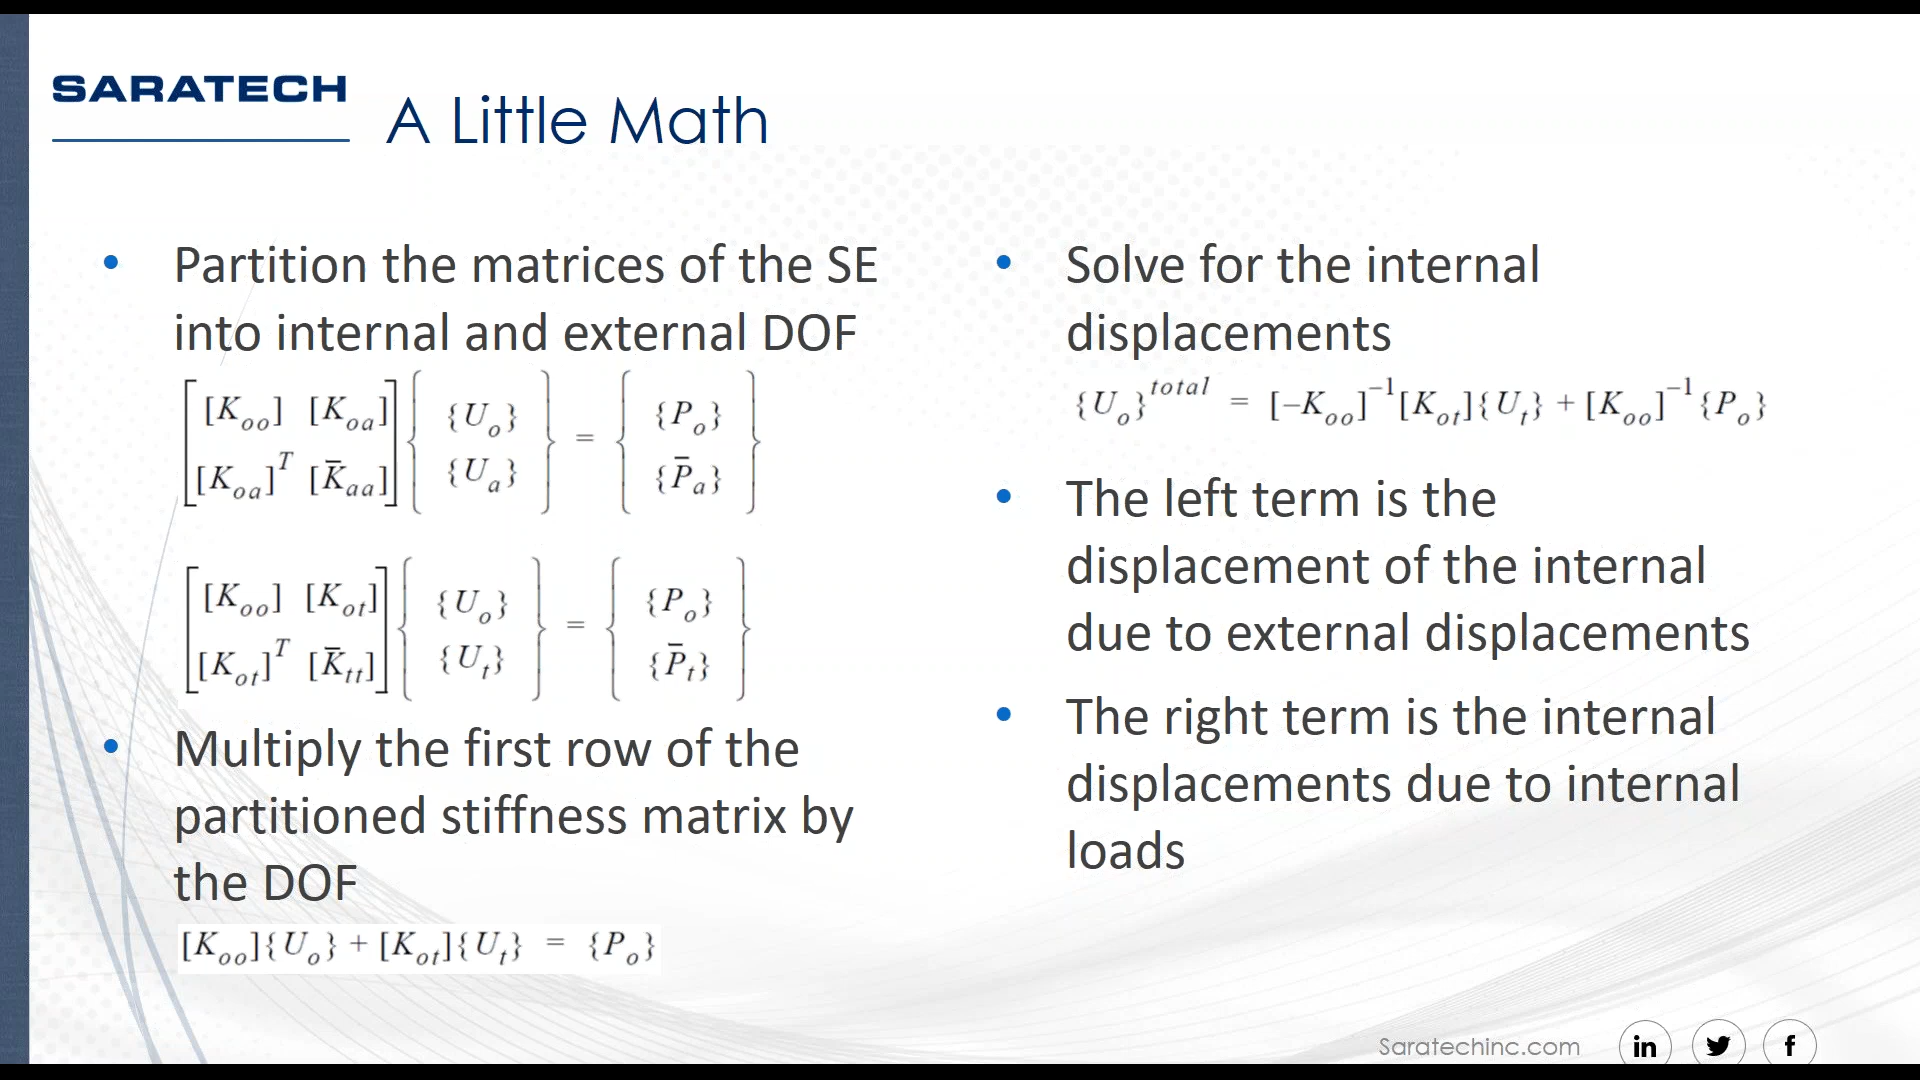 SARATECH
A Little Math
• Partition the matrices of the SE
into internal and external DOF
[[K_oo] [K_oa]] { {U_o} } = { {P_o} }
[[K_oa]^T [K̄_aa]] { {U_a} } { {P̄_a} }
[[K_oo] [K_ot]] { {U_o} } = { {P_o} }
[[K_ot]^T [K̄_tt]] { {U_t} } { {P̄_t} }
• Multiply the first row of the
partitioned stiffness matrix by
the DOF
[K_oo]{U_o} + [K_ot]{U_t} = {P_o}
• Solve for the internal
displacements
{U_o}^total = [–K_oo]^–1 [K_ot]{U_t} + [K_oo]^–1 {P_o}
• The left term is the
displacement of the internal
due to external displacements
• The right term is the internal
displacements due to internal
loads
Saratechinc.com
in
f